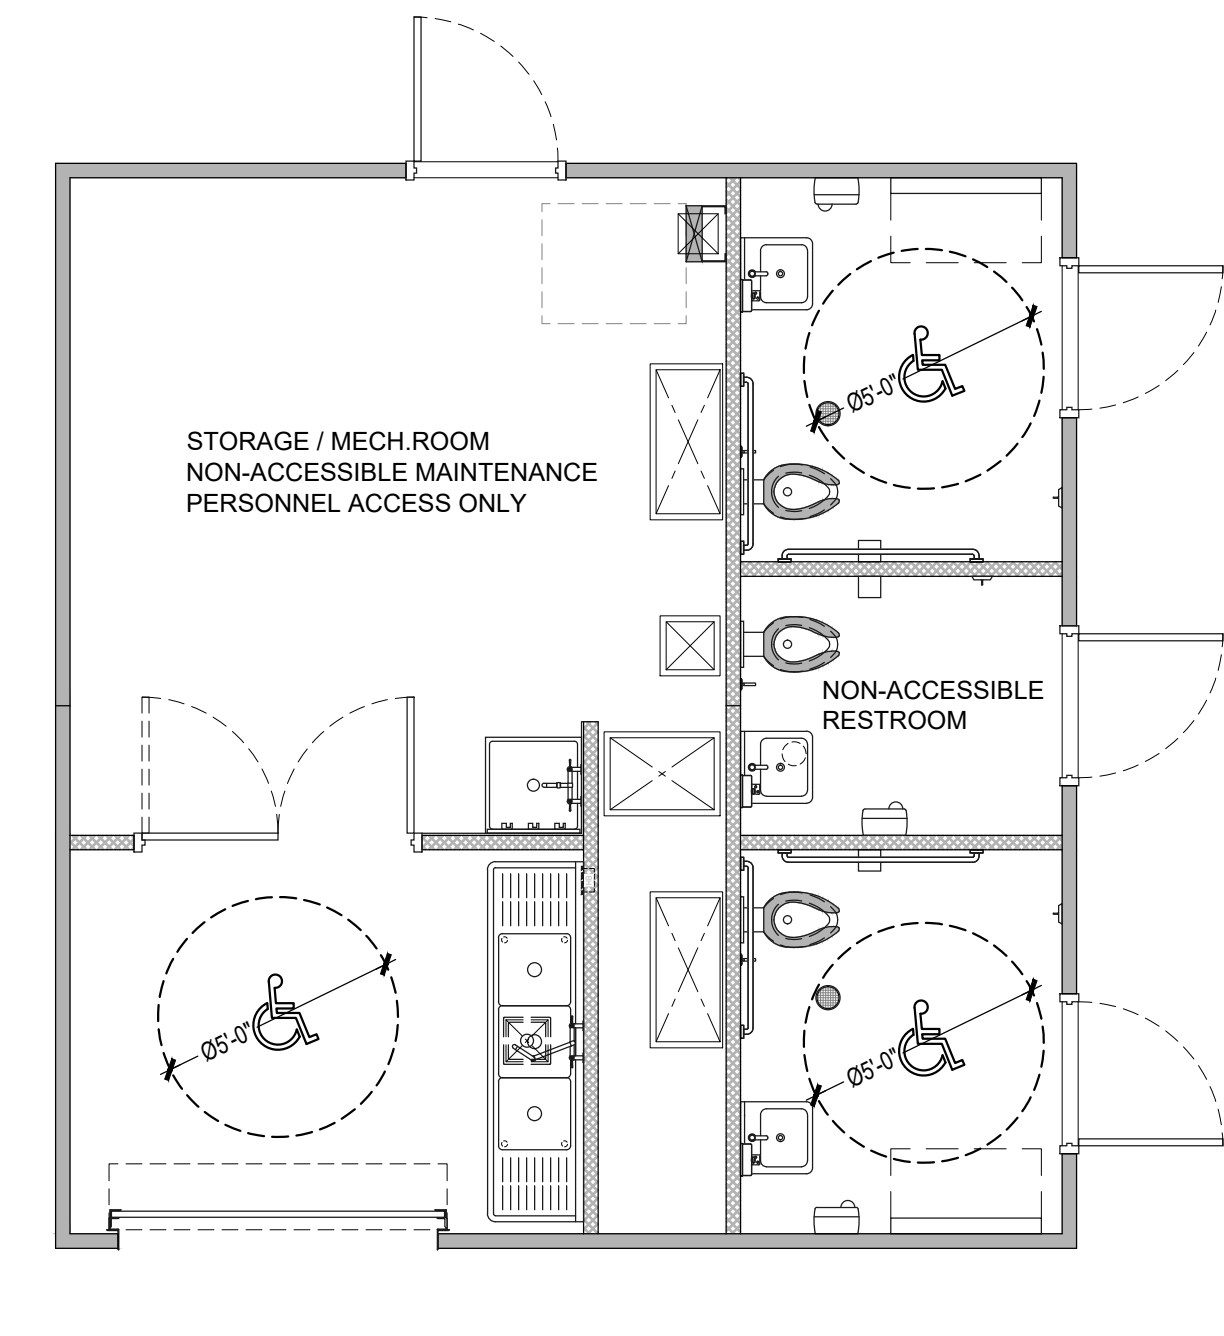 Ø5'-0"
STORAGE / MECH.ROOM
NON-ACCESSIBLE MAINTENANCE
PERSONNEL ACCESS ONLY
NON-ACCESSIBLE
RESTROOM
Ø5'-0"
Ø5'-0"